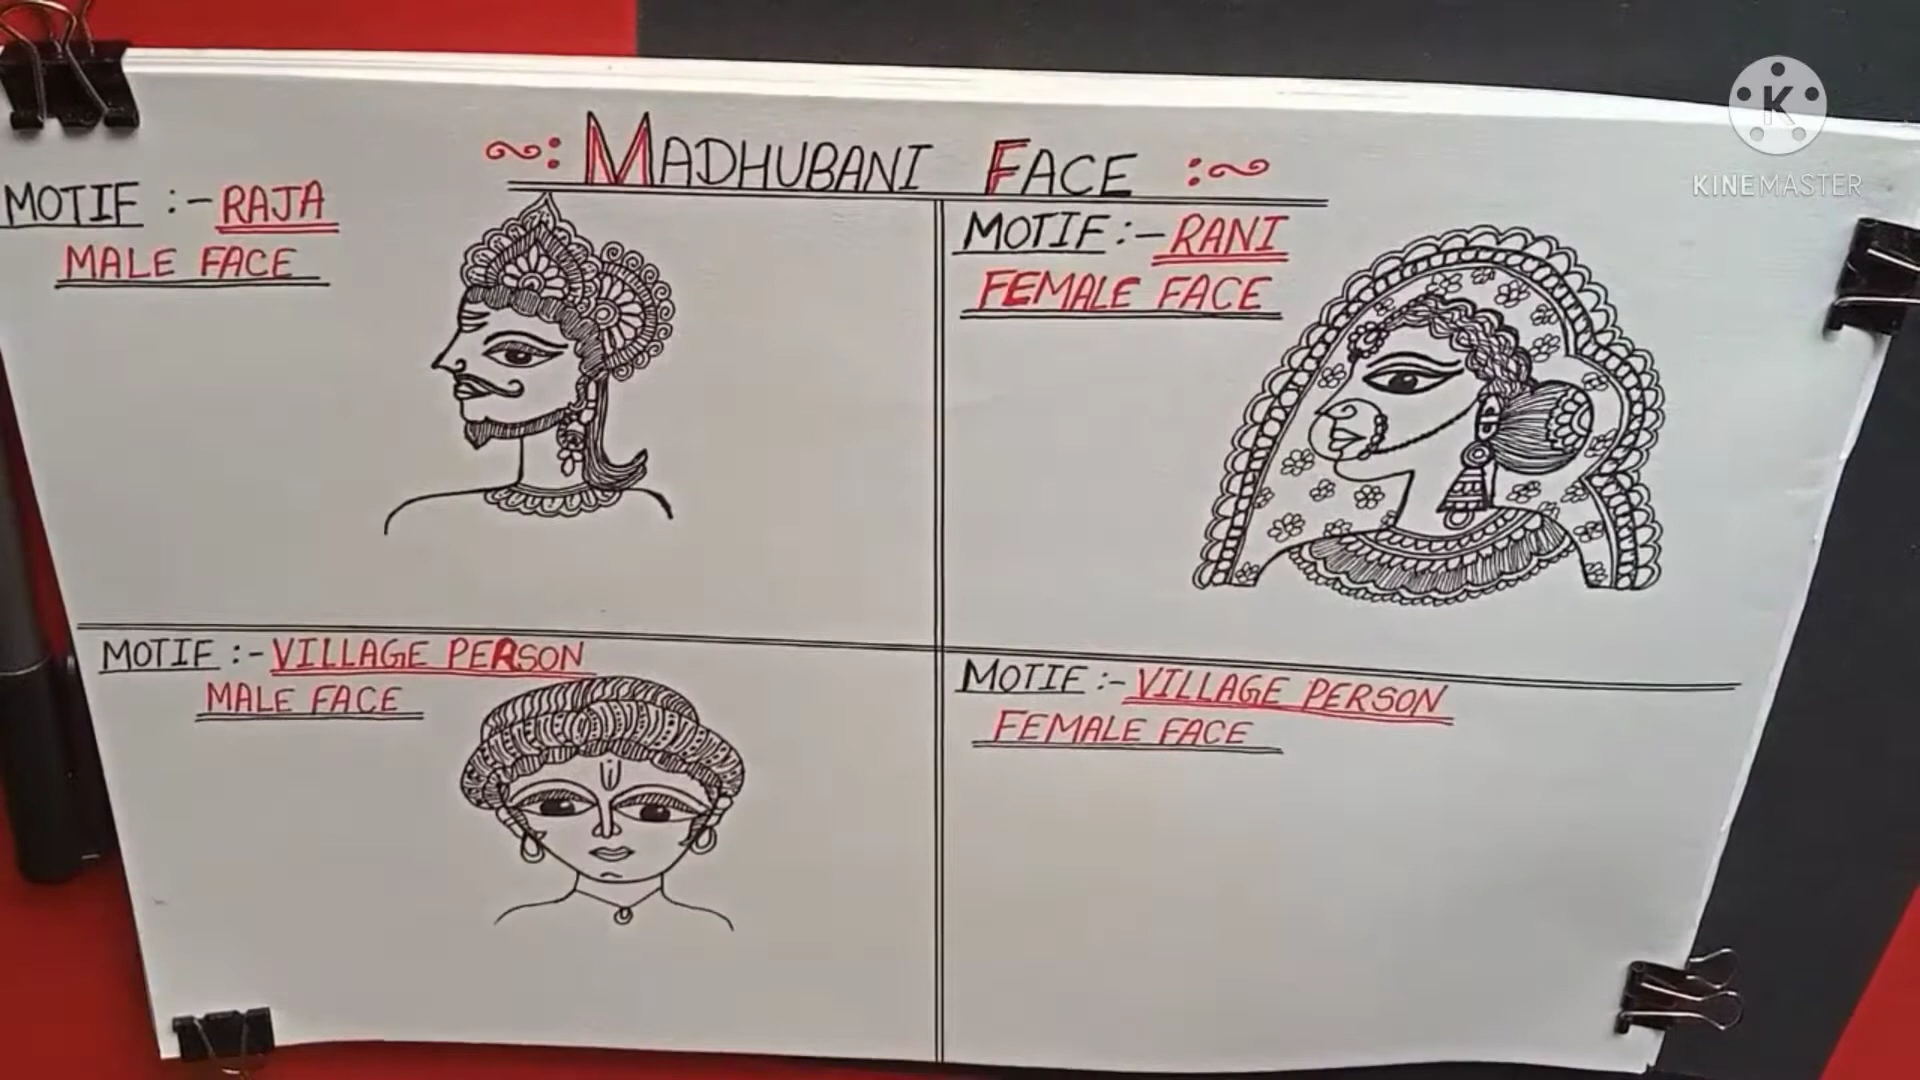 ~: MADHUBANI FACE :~
MOTIF :- RAJA
MALE FACE
MOTIF :- RANI
FEMALE FACE
MOTIF :- VILLAGE PERSON
MALE FACE
MOTIF :- VILLAGE PERSON
FEMALE FACE
K
KINEMASTER